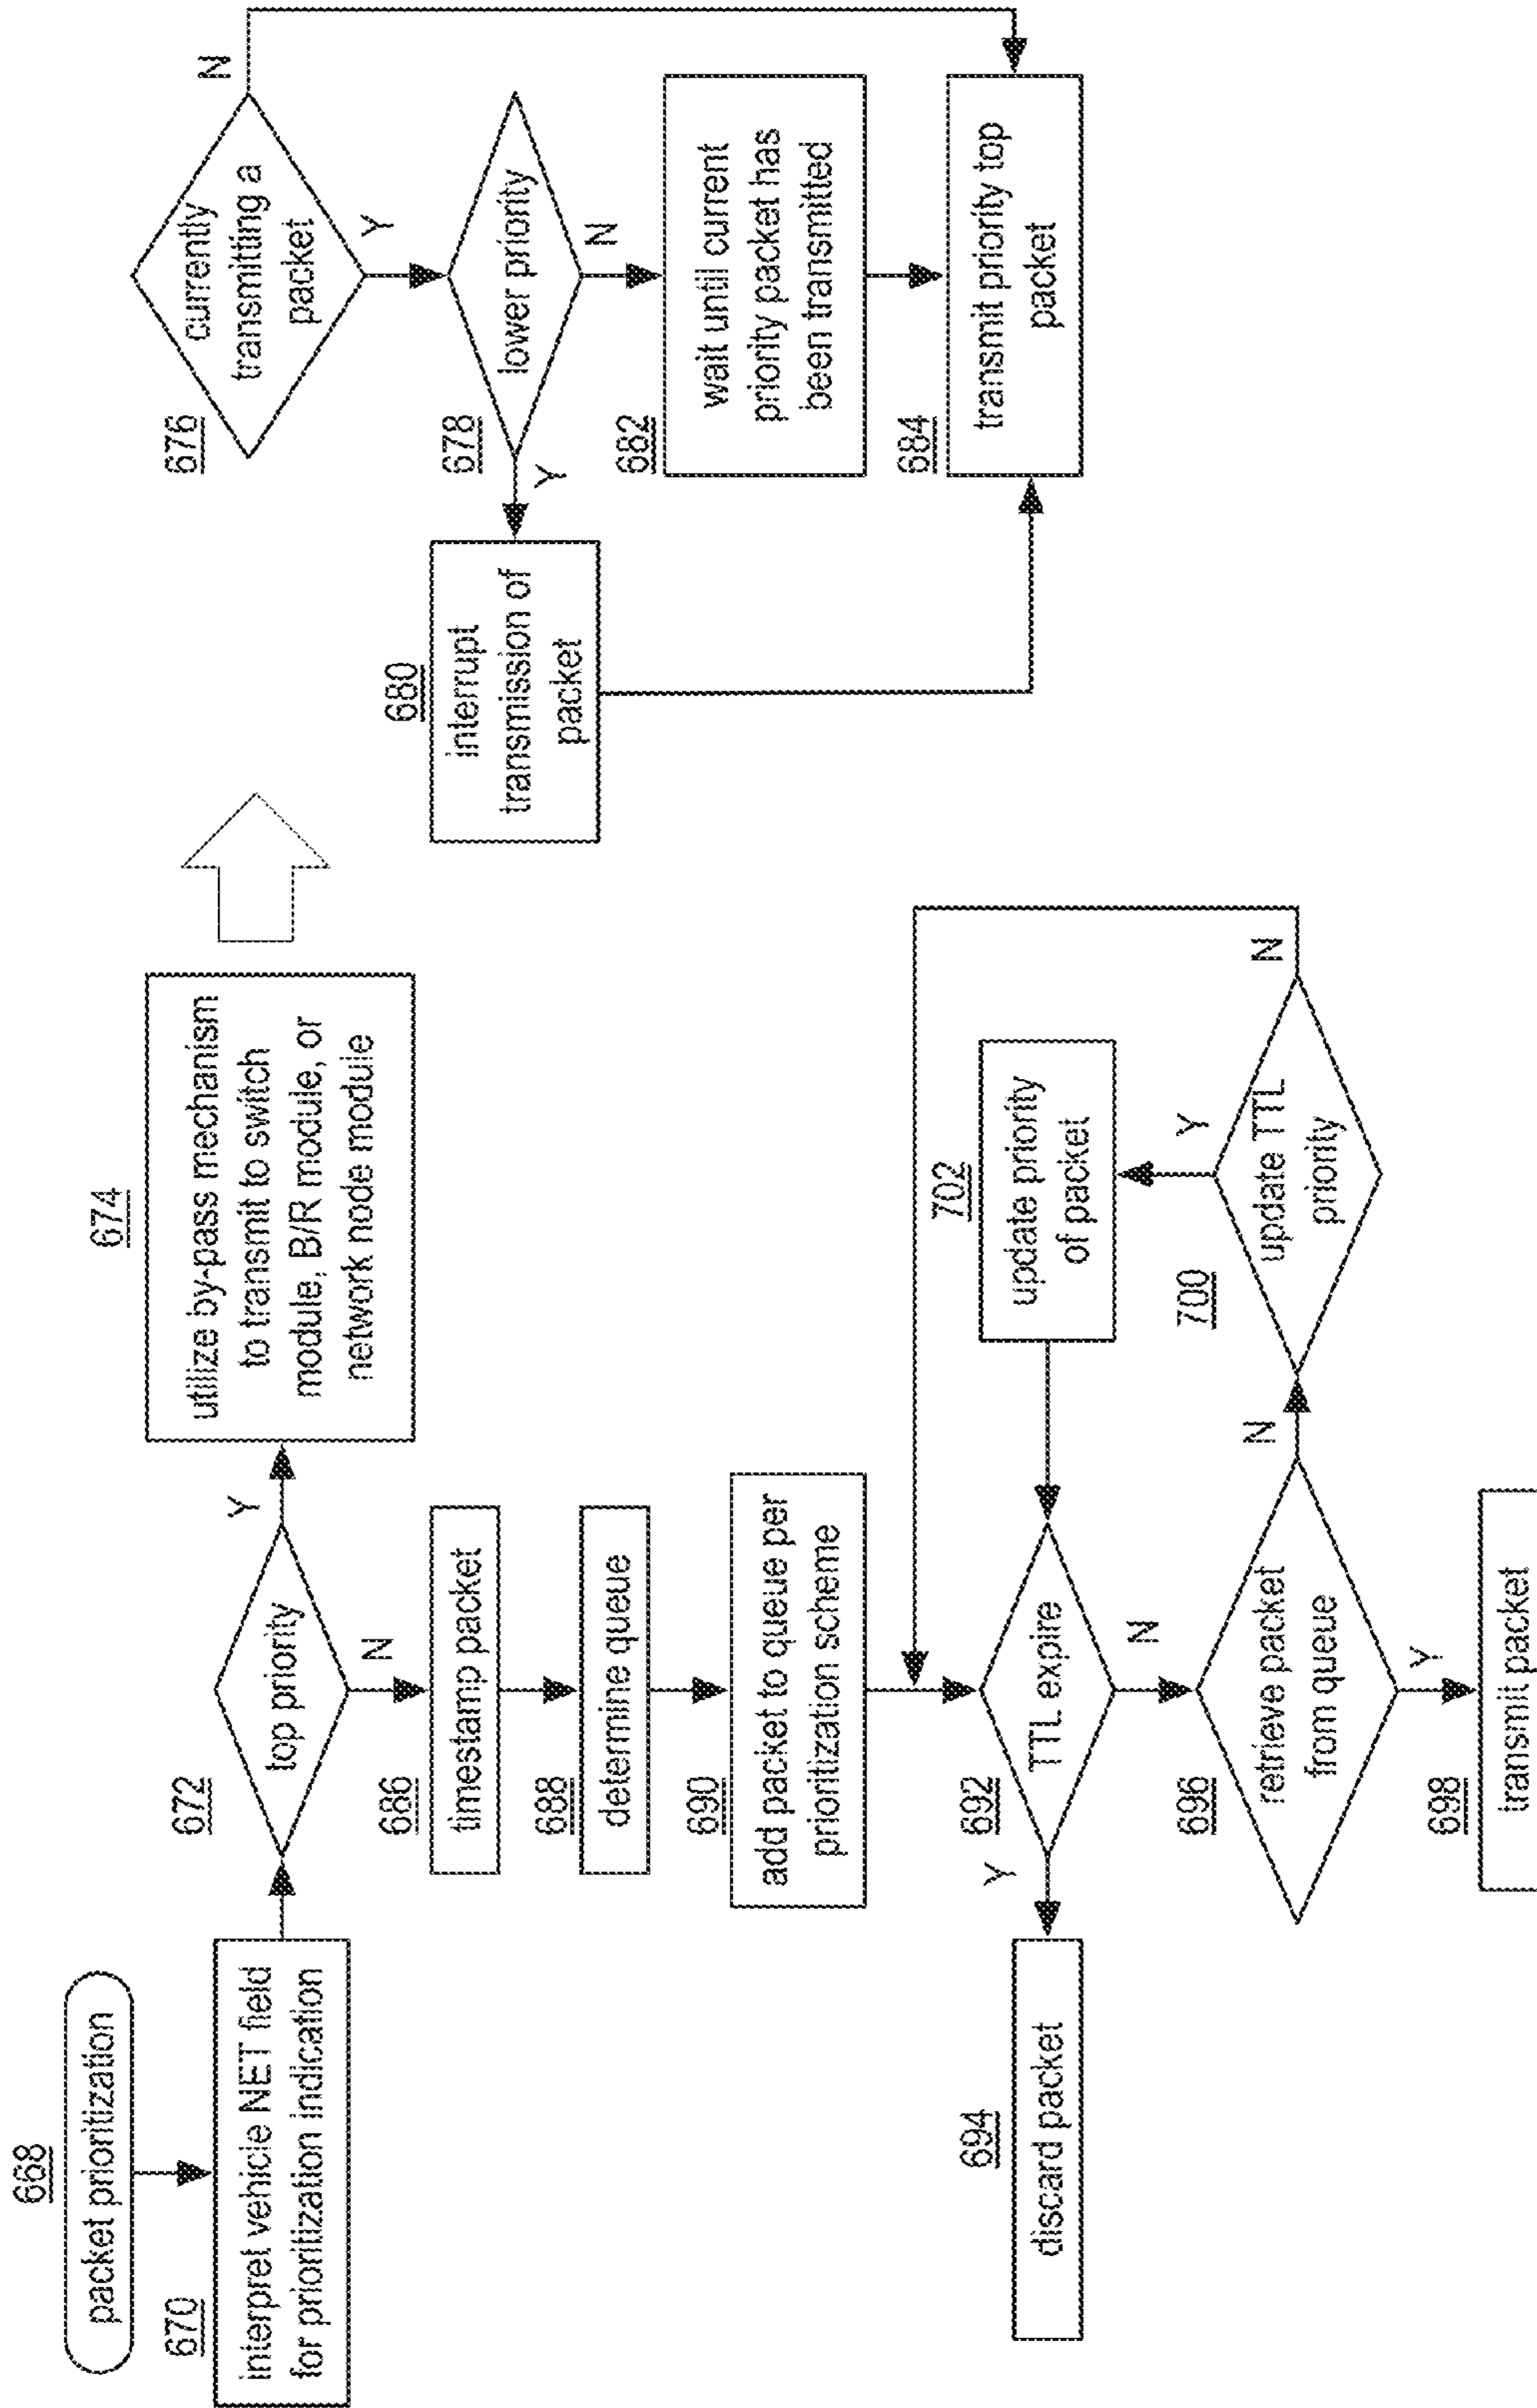 668
packet prioritization
670
interpret vehicle NET field
for prioritization indication
672
top priority
Y
N
674
utilize by-pass mechanism
to transmit to switch
module, B/R module, or
network node module
676
currently
transmitting a
packet
N
Y
678
lower priority
Y
N
680
interrupt
transmission of
packet
682
wait until current
priority packet has
been transmitted
684
transmit priority top
packet
686
timestamp packet
688
determine queue
690
add packet to queue per
prioritization scheme
692
TTL expire
Y
N
694
discard packet
696
retrieve packet
from queue
N
Y
698
transmit packet
700
update TTL
priority
Y
N
702
update priority
of packet